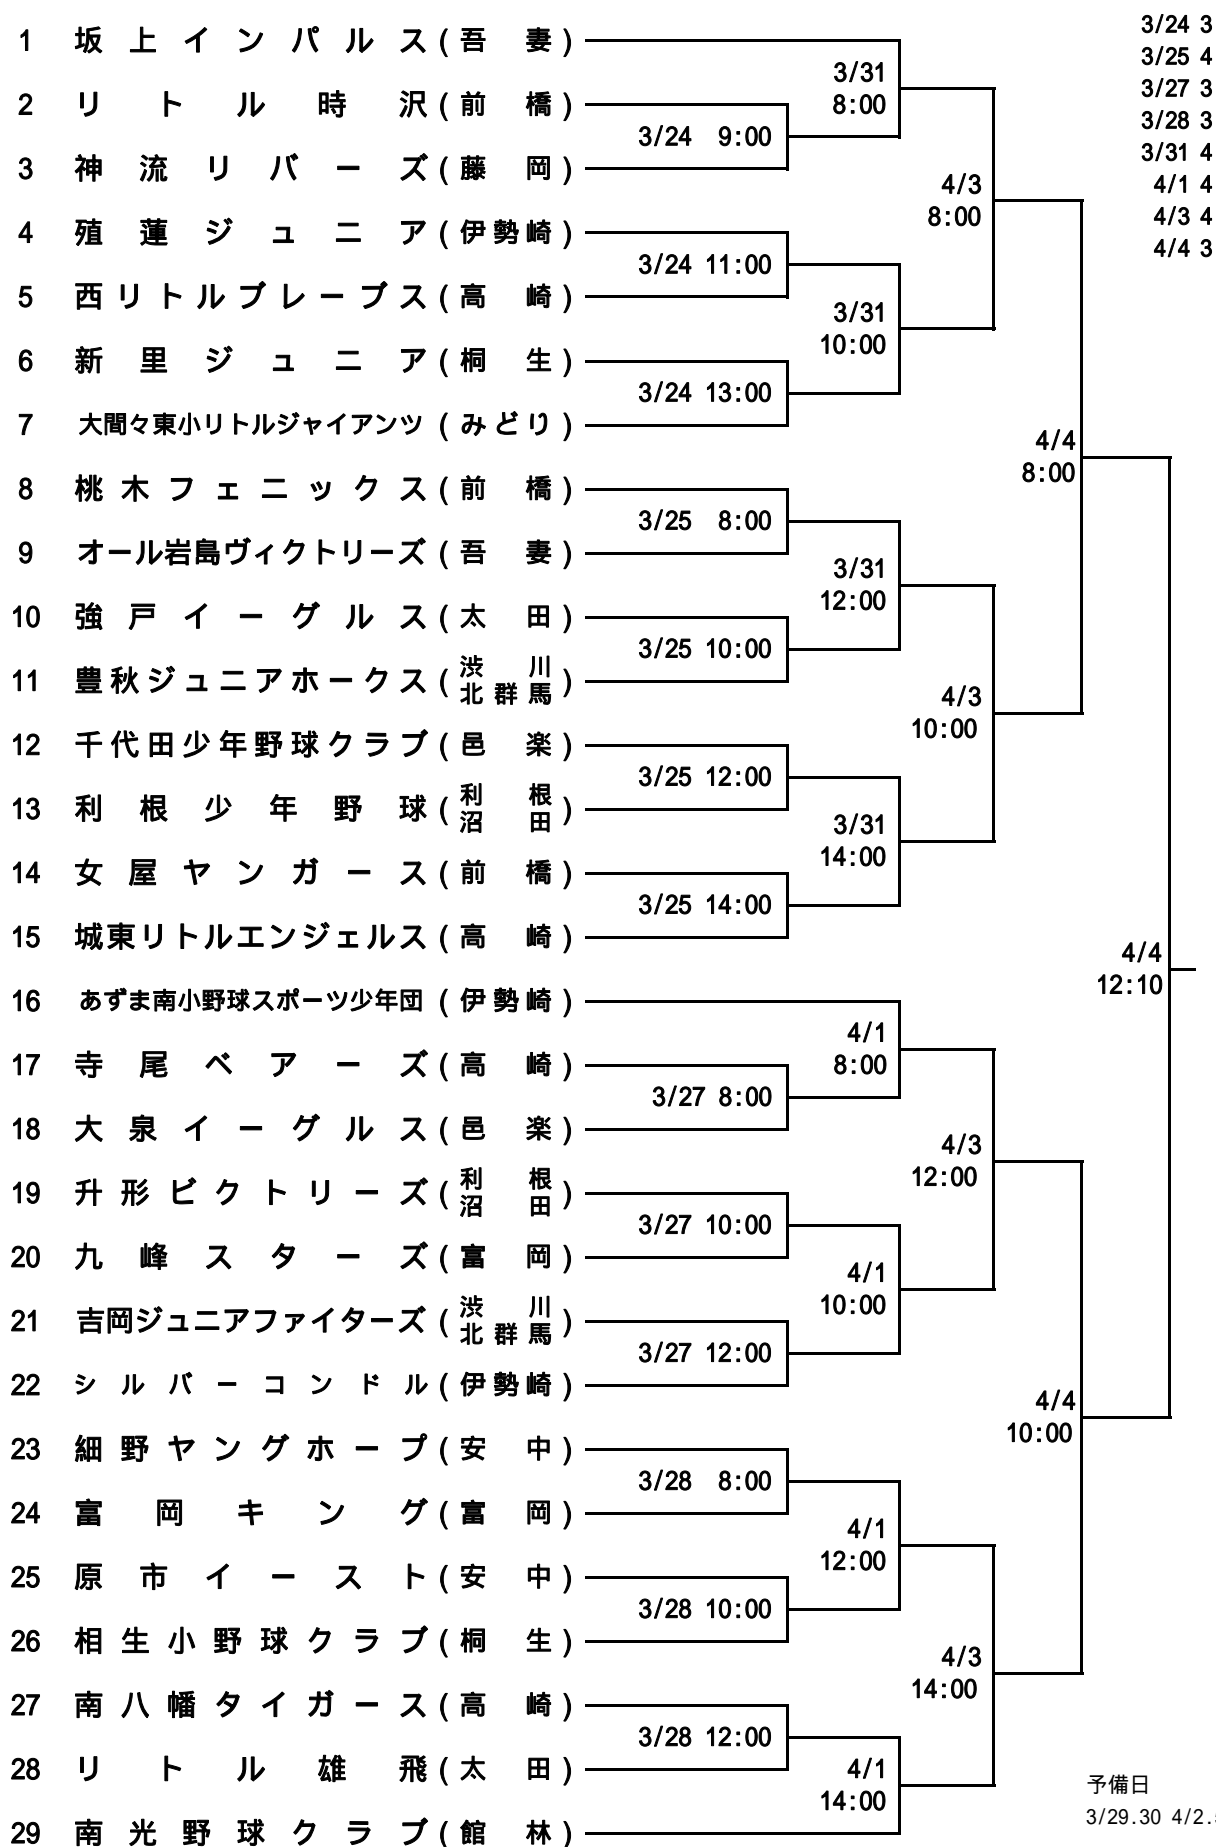 1 坂上インパルス(吾妻)
2 リトル時沢(前橋)
3 神流リバーズ(藤岡)
4 殖蓮ジュニア(伊勢崎)
5 西リトルブレーブス(高崎)
6 新里ジュニア(桐生)
7 大間々東小リトルジャイアンツ(みどり)
8 桃木フェニックス(前橋)
9 オール岩島ヴィクトリーズ(吾妻)
10 強戸イーグルス(太田)
11 豊秋ジュニアホークス(渋川北群馬)
12 千代田少年野球クラブ(邑楽)
13 利根少年野球(利根沼田)
14 女屋ヤンガース(前橋)
15 城東リトルエンジェルス(高崎)
16 あずま南小野球スポーツ少年団(伊勢崎)
17 寺尾ベアーズ(高崎)
18 大泉イーグルス(邑楽)
19 升形ビクトリーズ(利根沼田)
20 九峰スターズ(富岡)
21 吉岡ジュニアファイターズ(渋川北群馬)
22 シルバーコンドル(伊勢崎)
23 細野ヤングホープ(安中)
24 富岡キング(富岡)
25 原市イースト(安中)
26 相生小野球クラブ(桐生)
27 南八幡タイガース(高崎)
28 リトル雄飛(太田)
29 南光野球クラブ(館林)
3/24 9:00
3/24 11:00
3/24 13:00
3/25 8:00
3/25 10:00
3/25 12:00
3/25 14:00
3/27 8:00
3/27 10:00
3/27 12:00
3/28 8:00
3/28 10:00
3/28 12:00
3/31
8:00
3/31
10:00
3/31
12:00
3/31
14:00
4/1
8:00
4/1
10:00
4/1
12:00
4/1
14:00
4/3
8:00
4/3
10:00
4/3
12:00
4/3
14:00
4/4
8:00
4/4
10:00
4/4
12:10
3/24 3
3/25 4
3/27 3
3/28 3
3/31 4
4/1 4
4/3 4
4/4 3
予備日
3/29.30 4/2.